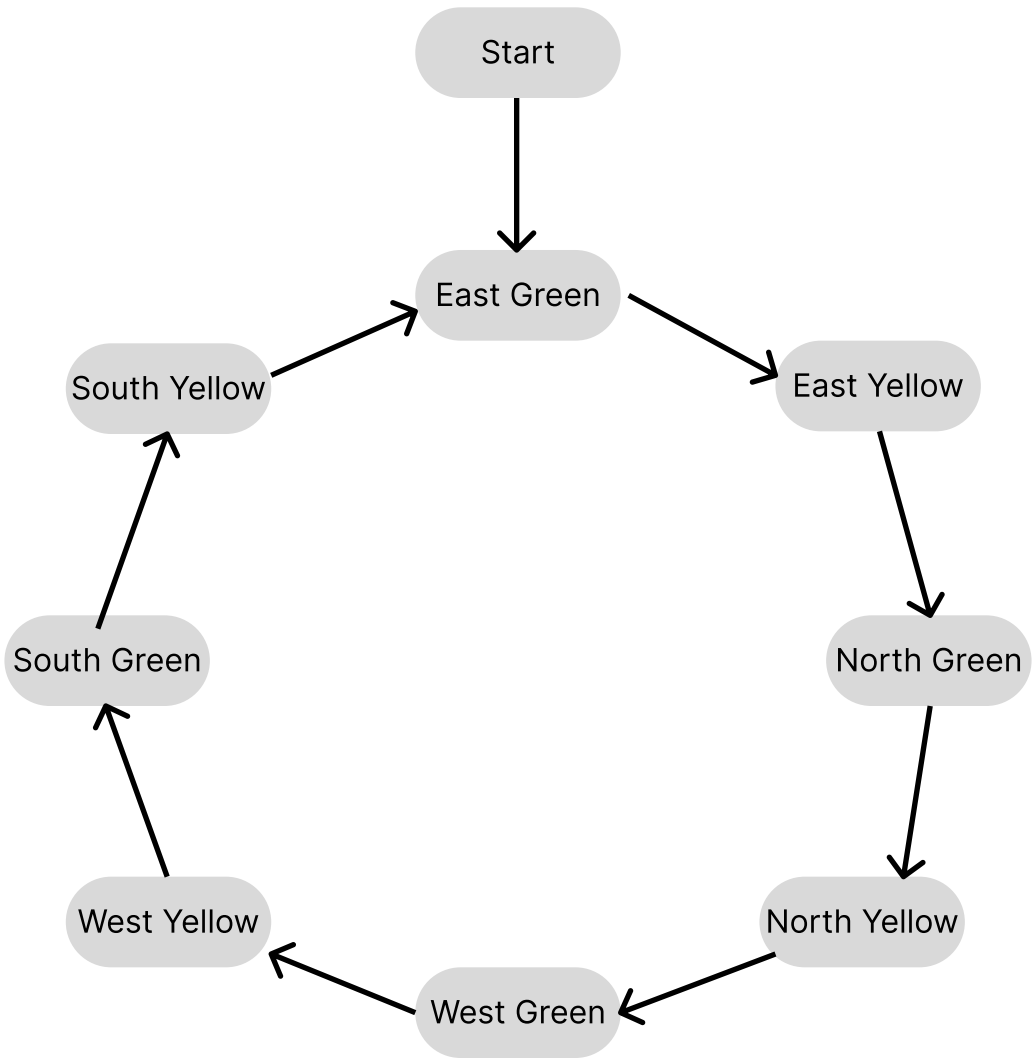 Start
East Green
East Yellow
North Green
North Yellow
West Green
West Yellow
South Green
South Yellow